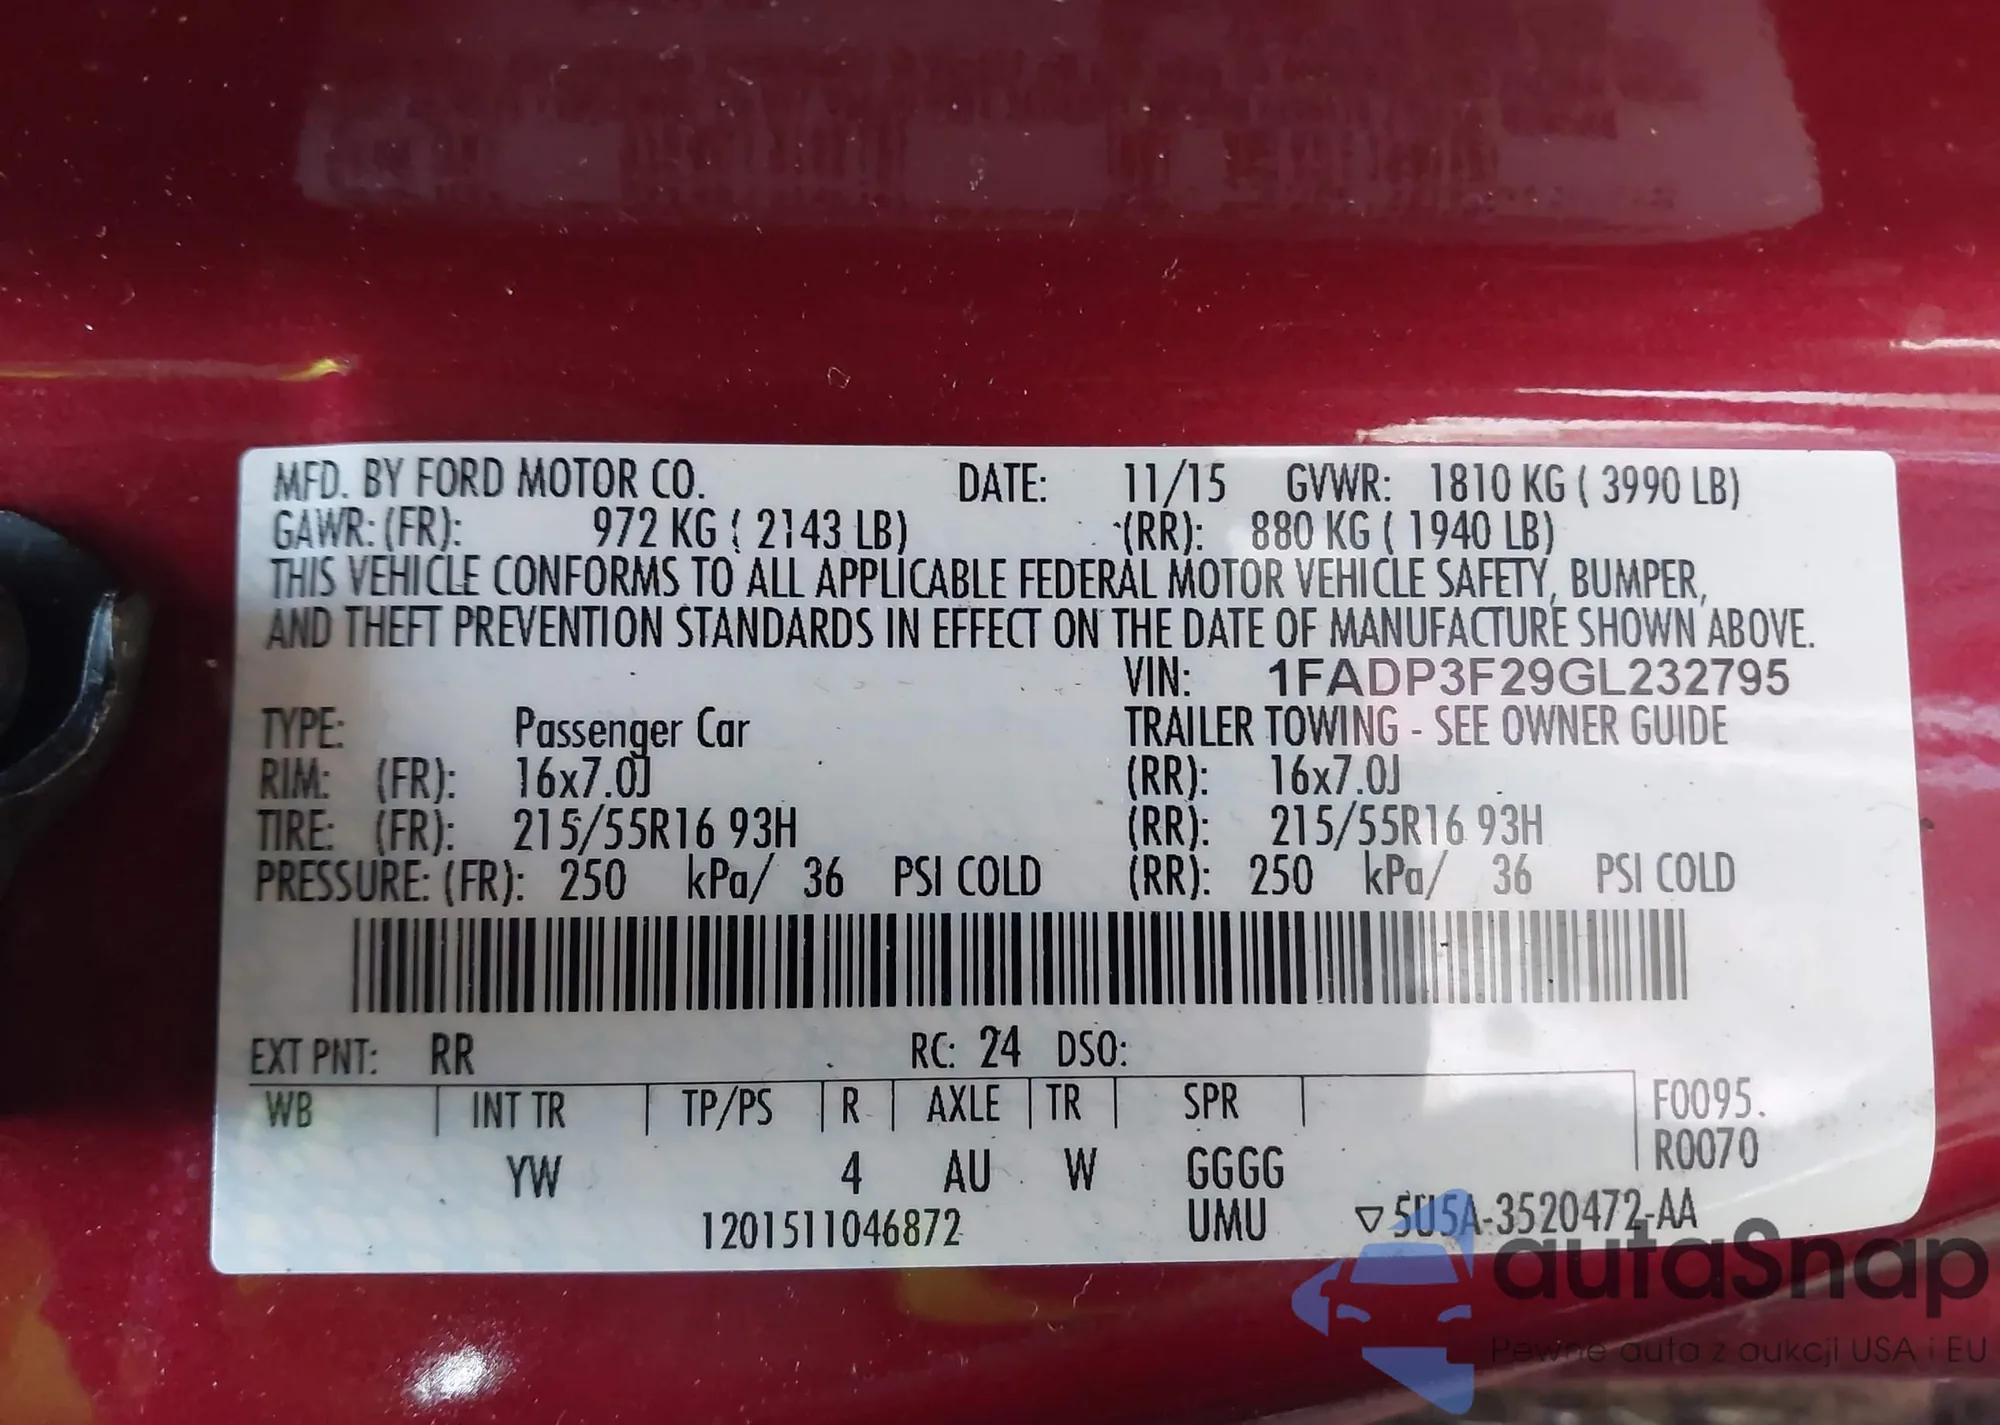 MFD. BY FORD MOTOR CO. DATE: 11/15 GVWR: 1810 KG ( 3990 LB)
GAWR: (FR): 972 KG ( 2143 LB) (RR): 880 KG ( 1940 LB)
THIS VEHICLE CONFORMS TO ALL APPLICABLE FEDERAL MOTOR VEHICLE SAFETY, BUMPER,
AND THEFT PREVENTION STANDARDS IN EFFECT ON THE DATE OF MANUFACTURE SHOWN ABOVE.
VIN: 1FADP3F29GL232795
TYPE: Passenger Car TRAILER TOWING - SEE OWNER GUIDE
RIM: (FR): 16x7.0J (RR): 16x7.0J
TIRE: (FR): 215/55R16 93H (RR): 215/55R16 93H
PRESSURE: (FR): 250 kPa/ 36 PSI COLD (RR): 250 kPa/ 36 PSI COLD
EXT PNT: RR RC: 24 DSO:
WB INT TR TP/PS R AXLE TR SPR F0095.
R0070
YW 4 AU W GGGG
1201511046872 UMU ▽ 5U5A-3520472-AA
autaSnap
Pewne auta z aukcji USA i EU